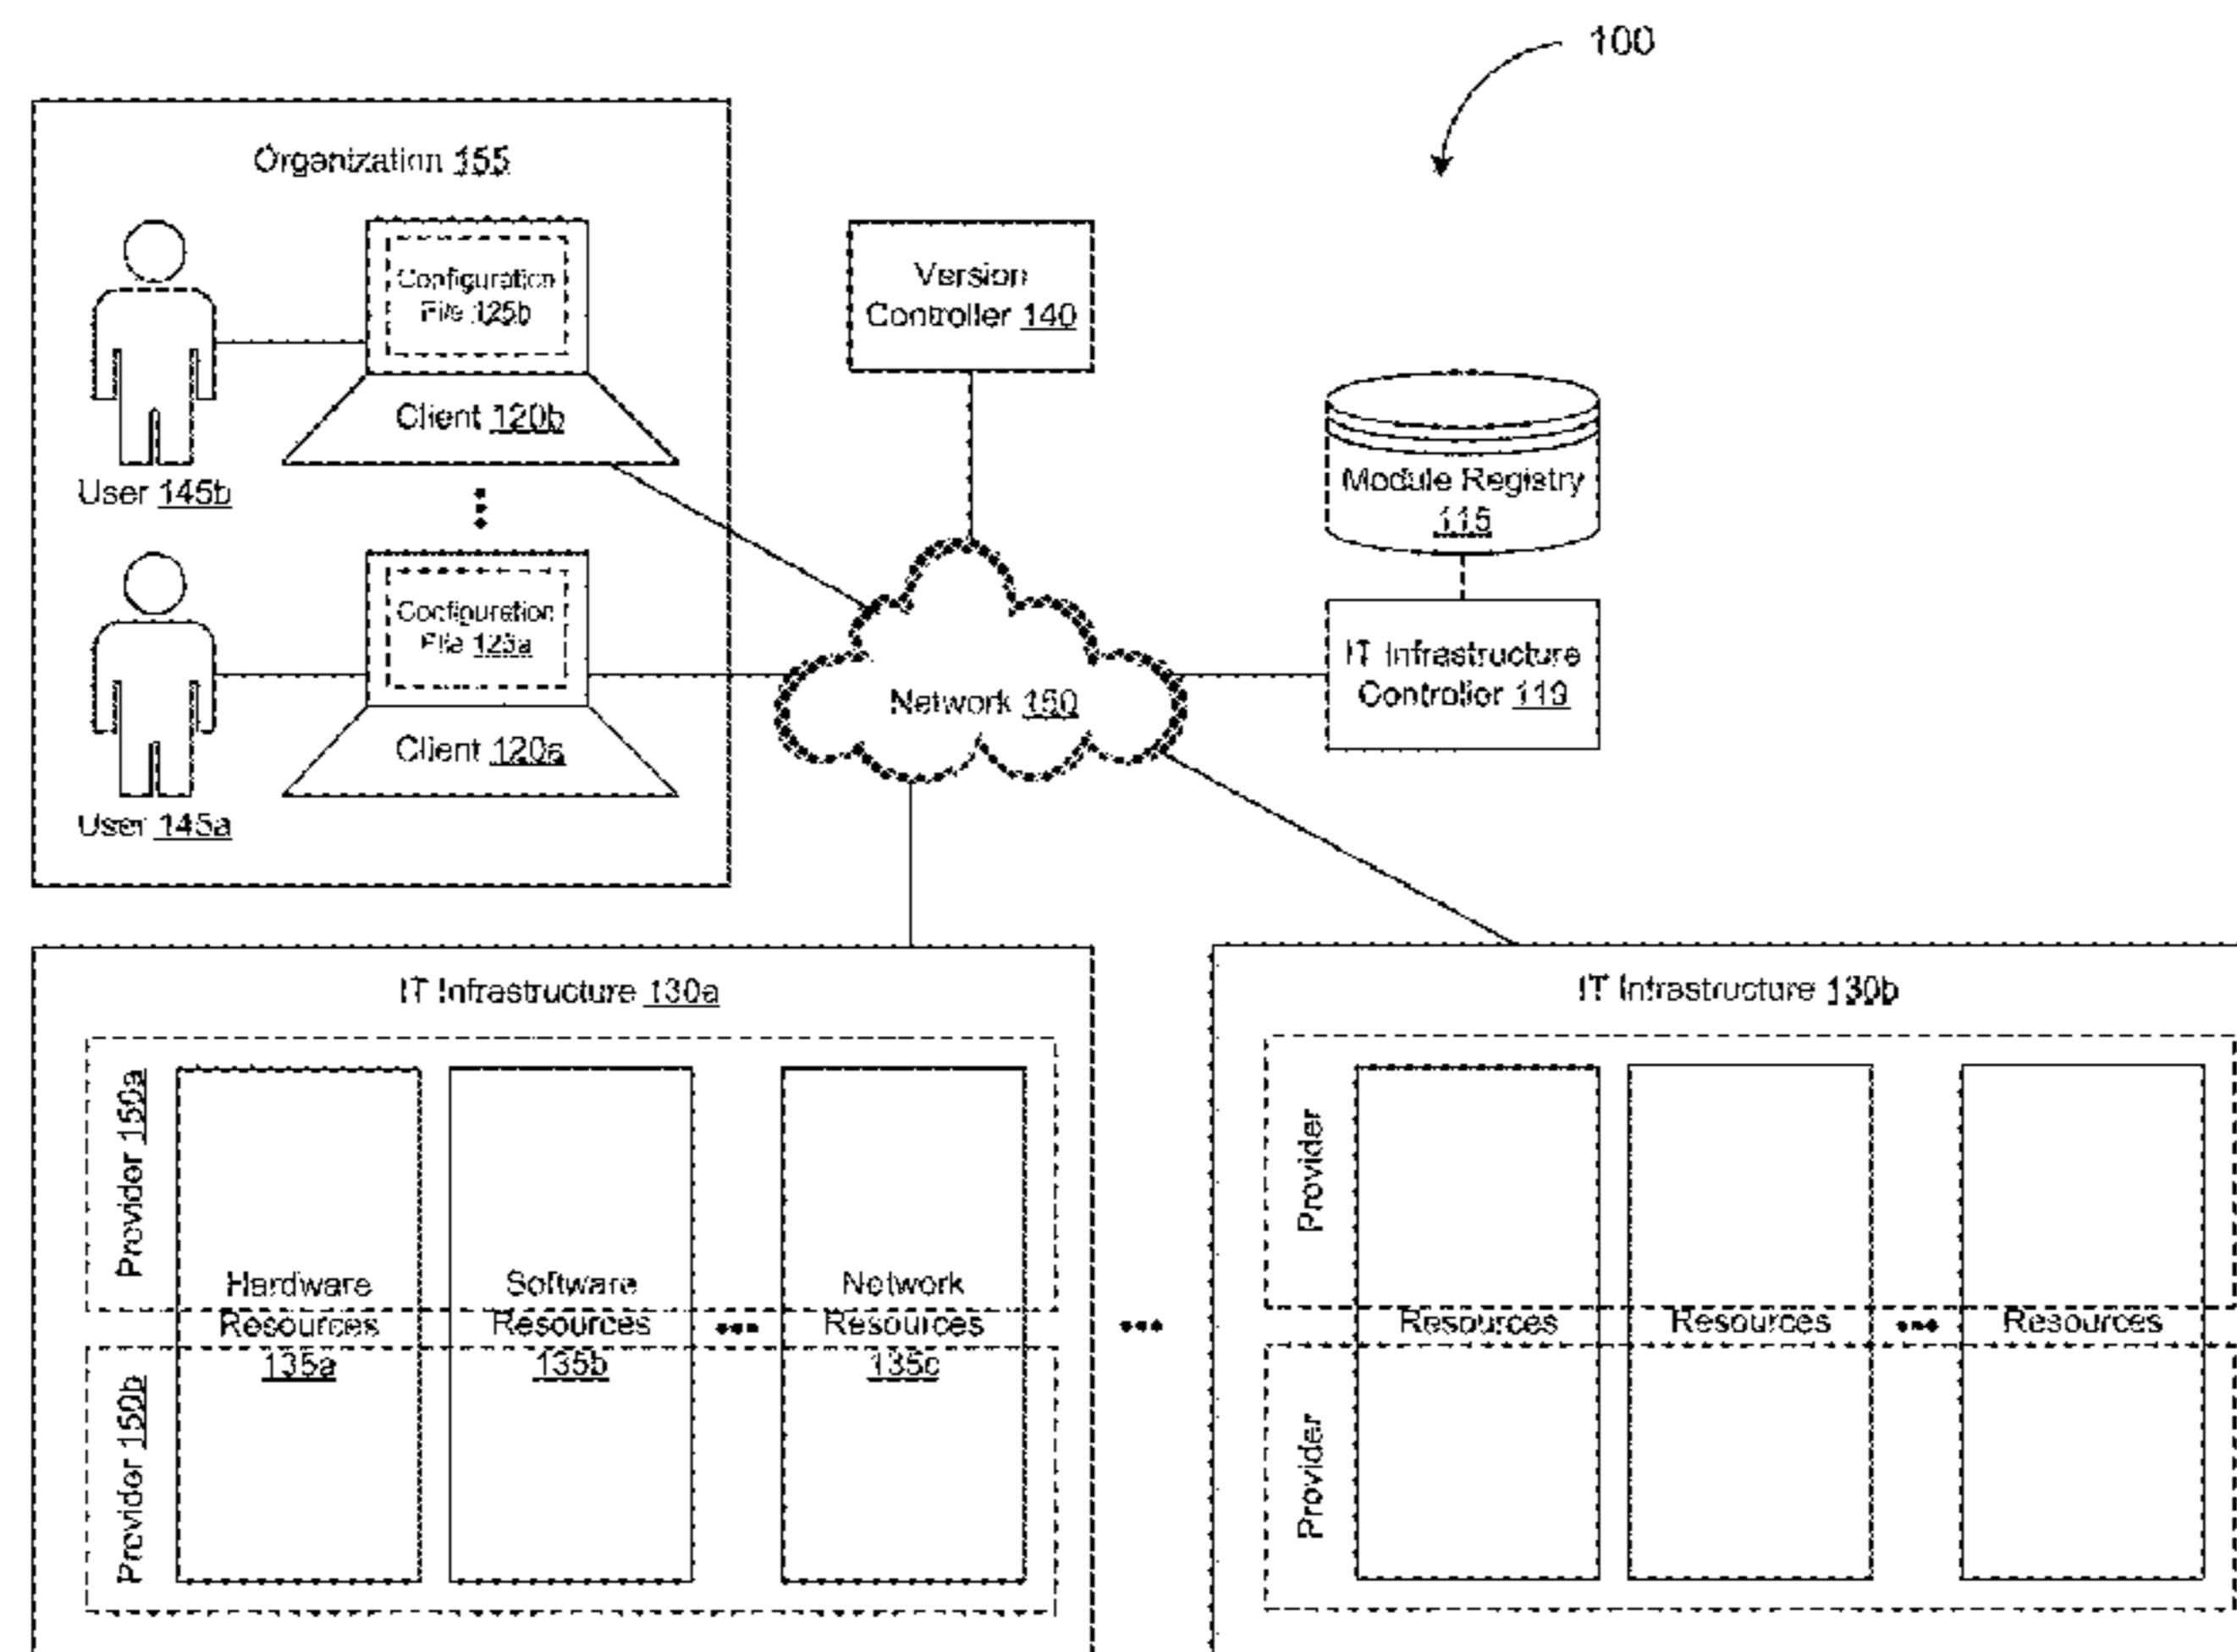 100
Organization 155
Configuration
File 125b
Client 120b
User 145b
Configuration
File 125a
Client 120a
User 145a
Version
Controller 140
Module Registry
115
IT Infrastructure
Controller 110
Network 150
IT Infrastructure 130a
Provider 160a
Provider 160b
Hardware
Resources
135a
Software
Resources
135b
Network
Resources
135c
IT Infrastructure 130b
Provider
Provider
Resources
Resources
Resources